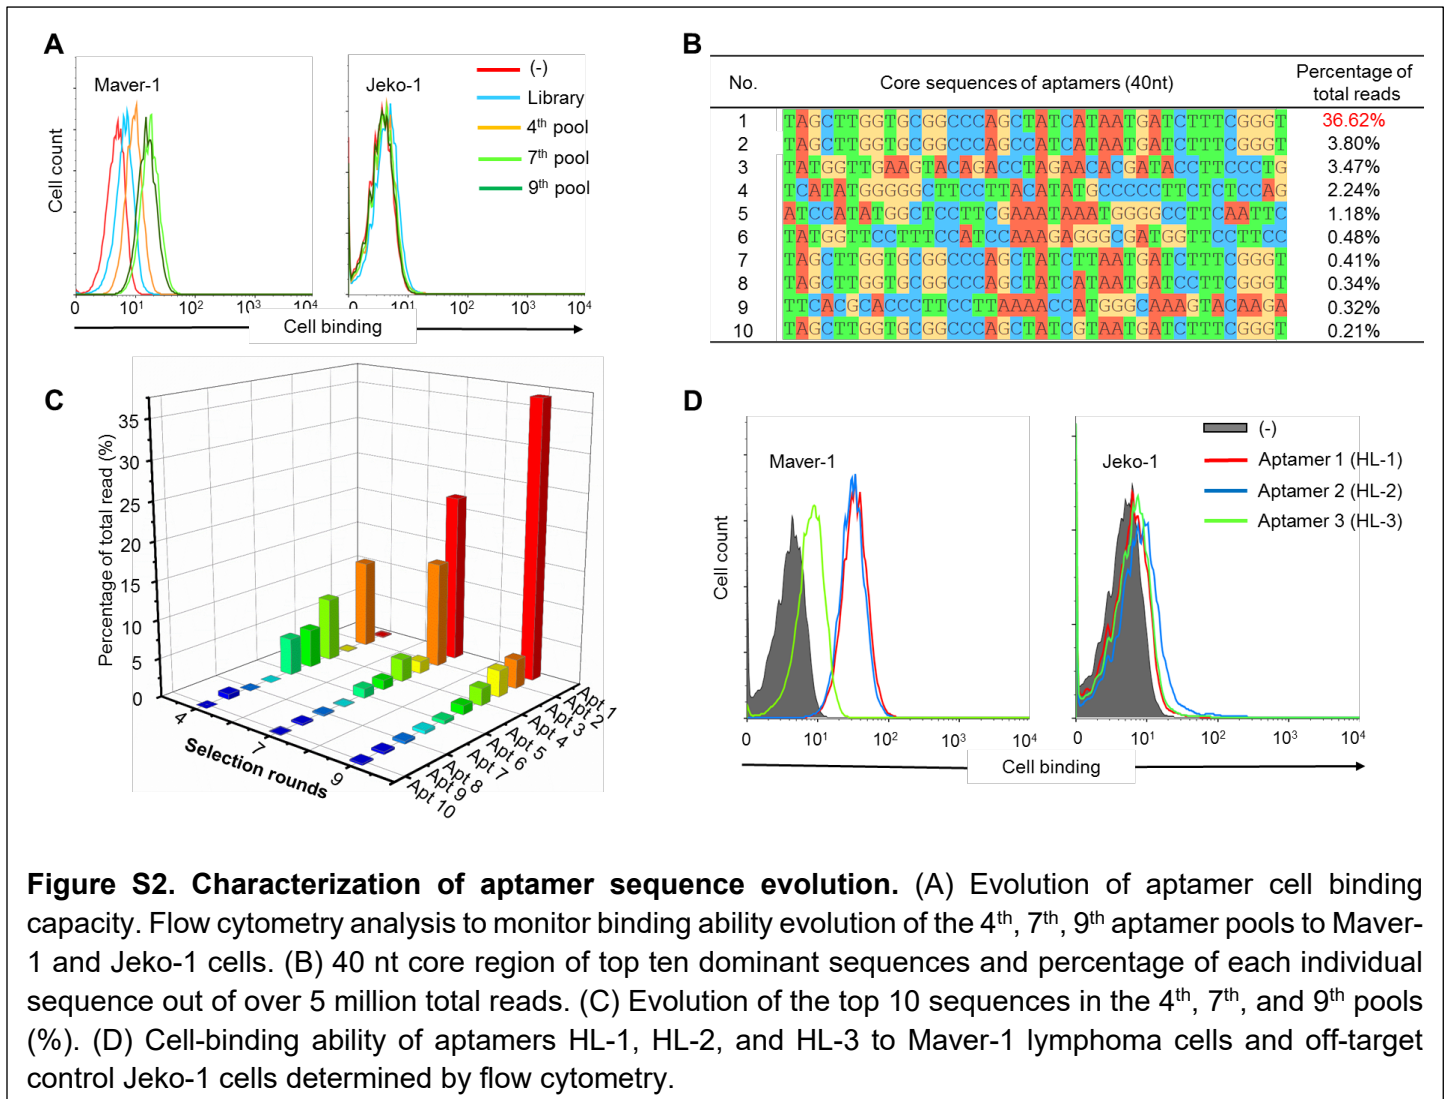 A
Maver-1
Jeko-1
(-)
Library
4th pool
7th pool
9th pool
Cell count
0 10¹ 10² 10³ 10⁴
0 10¹ 10² 10³ 10⁴
Cell binding
B
No. Core sequences of aptamers (40nt) Percentage of total reads
1 TAGCTTGGTGCGGCCCAGCTATCATAATGATCTTTCGGGT 36.62%
2 TAGCTTGGTGCGGCCCAGCCATCATAATGATCTTTCGGGT 3.80%
3 TATGGTTGAAGTACAGACCTAGAACACGATACCTTCCCTG 3.47%
4 TCATATGGGGGCTTCCTTACATATGCCCCCTTCTCTCCAG 2.24%
5 ATCCATATGGCTCCTTCGAAATAAATGGGGCCTTCAATTC 1.18%
6 TATGGTTCCTTTCCATCCAAAGAGGGCGATGGTTCCTTCC 0.48%
7 TAGCTTGGTGCGGCCCAGCTATCTTAATGATCTTTCGGGT 0.41%
8 TAGCTTGGTGCGGCCCAGCTATCATAATGATCCTTCGGGT 0.34%
9 TTCACGCACCCTTCCTTAAAACCATGGGCAAAGTACAAGA 0.32%
10 TAGCTTGGTGCGGCCCAGCTATCGTAATGATCTTTCGGGT 0.21%
C
Percentage of total read (%)
35
30
25
20
15
10
5
0
4
7
9
Selection rounds
Apt 1
Apt 2
Apt 3
Apt 4
Apt 5
Apt 6
Apt 7
Apt 8
Apt 9
Apt 10
D
Maver-1
Jeko-1
(-)
Aptamer 1 (HL-1)
Aptamer 2 (HL-2)
Aptamer 3 (HL-3)
Cell count
0 10¹ 10² 10³ 10⁴
0 10¹ 10² 10³ 10⁴
Cell binding
Figure S2. Characterization of aptamer sequence evolution. (A) Evolution of aptamer cell binding
capacity. Flow cytometry analysis to monitor binding ability evolution of the 4th, 7th, 9th aptamer pools to Maver-
1 and Jeko-1 cells. (B) 40 nt core region of top ten dominant sequences and percentage of each individual
sequence out of over 5 million total reads. (C) Evolution of the top 10 sequences in the 4th, 7th, and 9th pools
(%). (D) Cell-binding ability of aptamers HL-1, HL-2, and HL-3 to Maver-1 lymphoma cells and off-target
control Jeko-1 cells determined by flow cytometry.